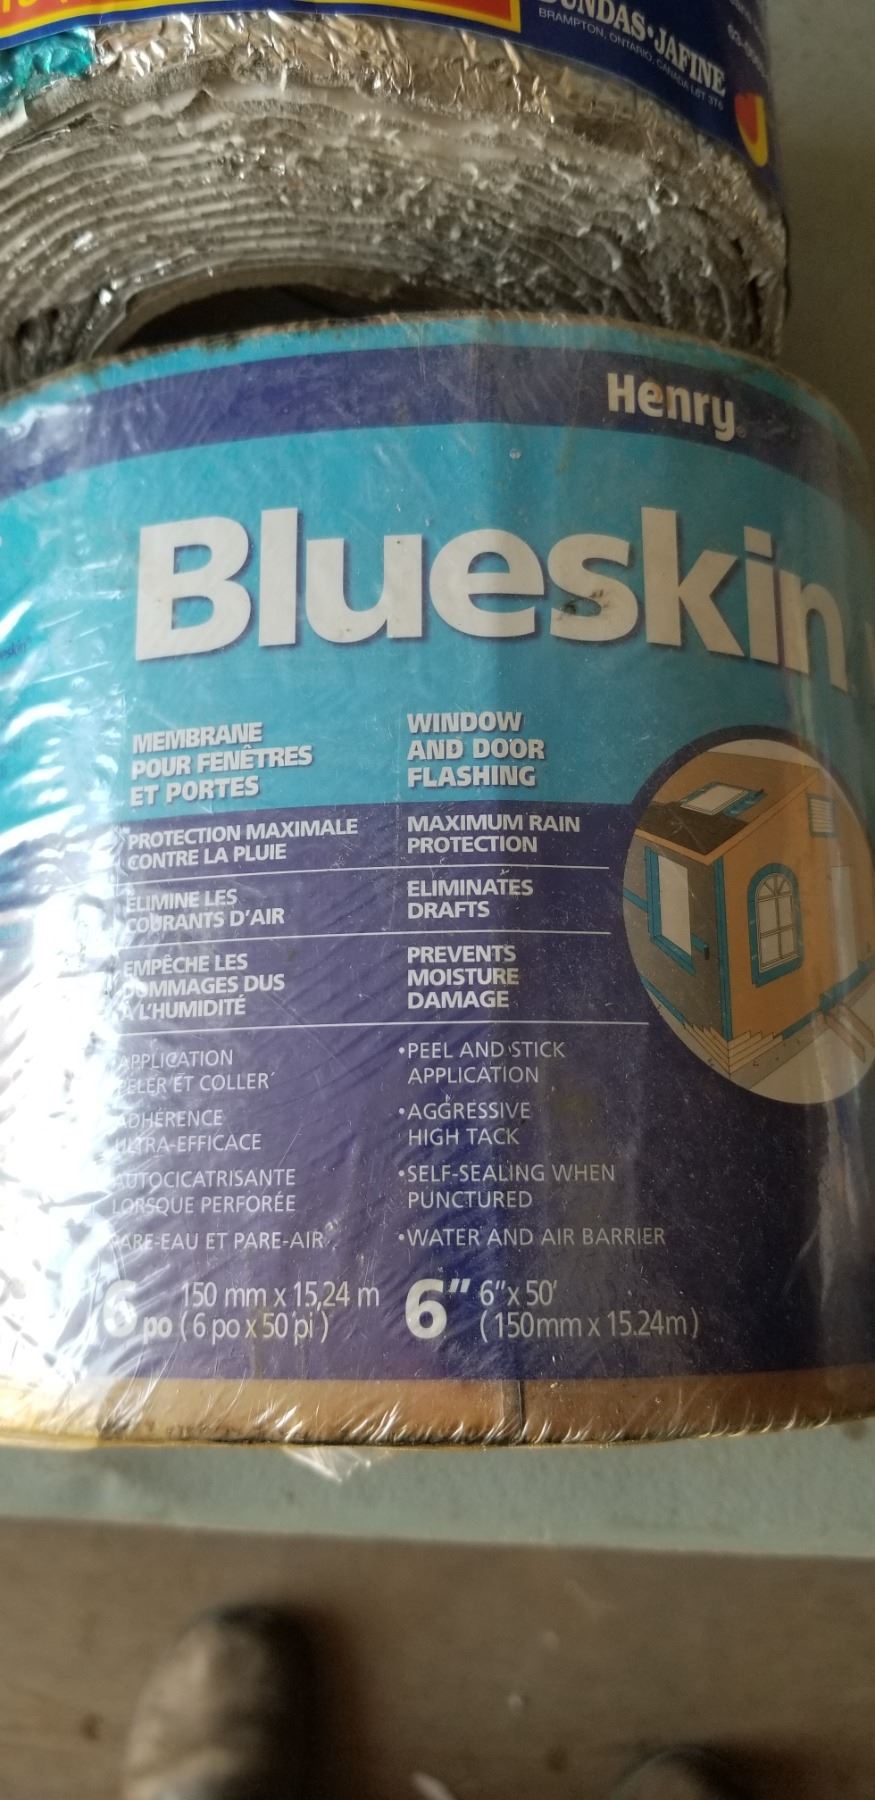 UNDAS•JAFINE
BRAMPTON, ONTARIO, CANADA L6T 3T6
Henry
Blueskin
MEMBRANE
POUR FENÊTRES
ET PORTES
PROTECTION MAXIMALE
CONTRE LA PLUIE
ÉLIMINE LES
COURANTS D'AIR
EMPÊCHE LES
DOMMAGES DUS
À L'HUMIDITÉ
APPLICATION
PELER ET COLLER
ADHÉRENCE
ULTRA-EFFICACE
AUTOCICATRISANTE
LORSQUE PERFORÉE
PARE-EAU ET PARE-AIR
6 po
150 mm x 15,24 m
(6 po x 50 pi)
WINDOW
AND DOOR
FLASHING
MAXIMUM RAIN
PROTECTION
ELIMINATES
DRAFTS
PREVENTS
MOISTURE
DAMAGE
•PEEL AND STICK
APPLICATION
•AGGRESSIVE
HIGH TACK
•SELF-SEALING WHEN
PUNCTURED
•WATER AND AIR BARRIER
6"
6"x 50'
(150mm x 15.24m)